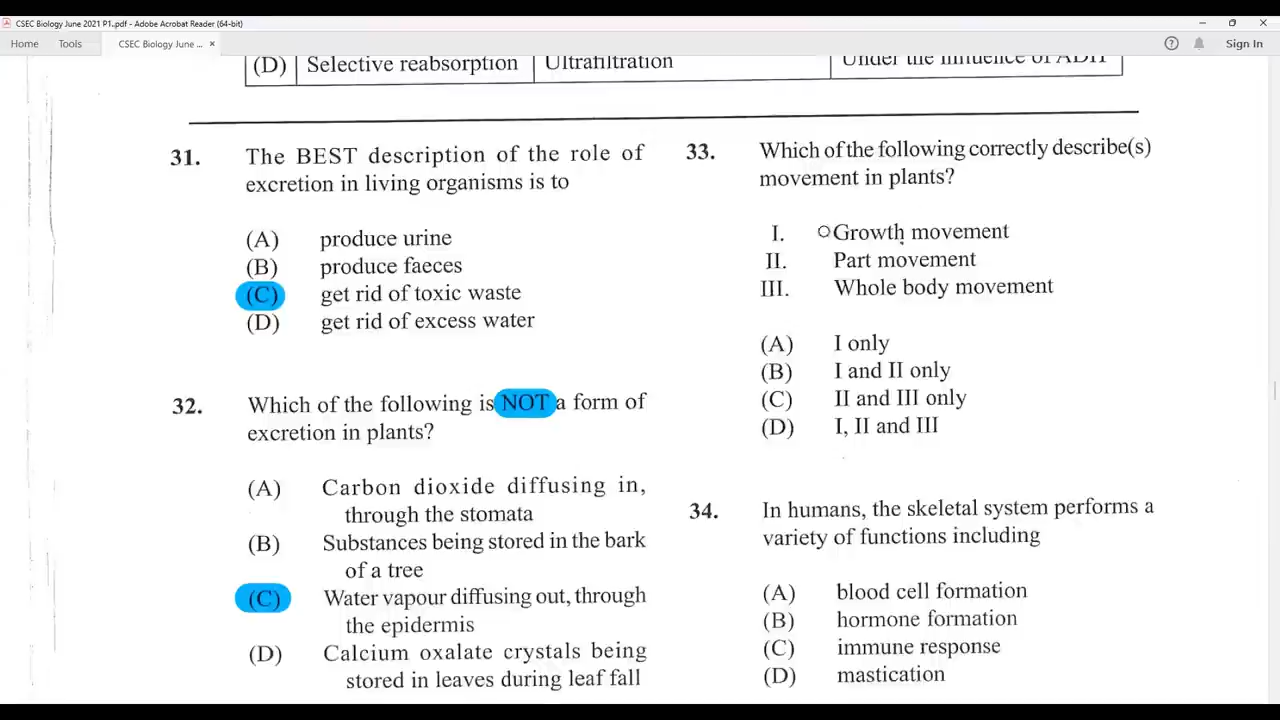 CSEC Biology June 2021 P1..pdf - Adobe Acrobat Reader (64-bit)
Home Tools CSEC Biology June ... × ? Sign In
(D) Selective reabsorption Ultrafiltration Under the influence of ADH
31. The BEST description of the role of
excretion in living organisms is to
(A) produce urine
(B) produce faeces
(C) get rid of toxic waste
(D) get rid of excess water
32. Which of the following is NOT a form of
excretion in plants?
(A) Carbon dioxide diffusing in,
through the stomata
(B) Substances being stored in the bark
of a tree
(C) Water vapour diffusing out, through
the epidermis
(D) Calcium oxalate crystals being
stored in leaves during leaf fall
33. Which of the following correctly describe(s)
movement in plants?
I. Growth movement
II. Part movement
III. Whole body movement
(A) I only
(B) I and II only
(C) II and III only
(D) I, II and III
34. In humans, the skeletal system performs a
variety of functions including
(A) blood cell formation
(B) hormone formation
(C) immune response
(D) mastication